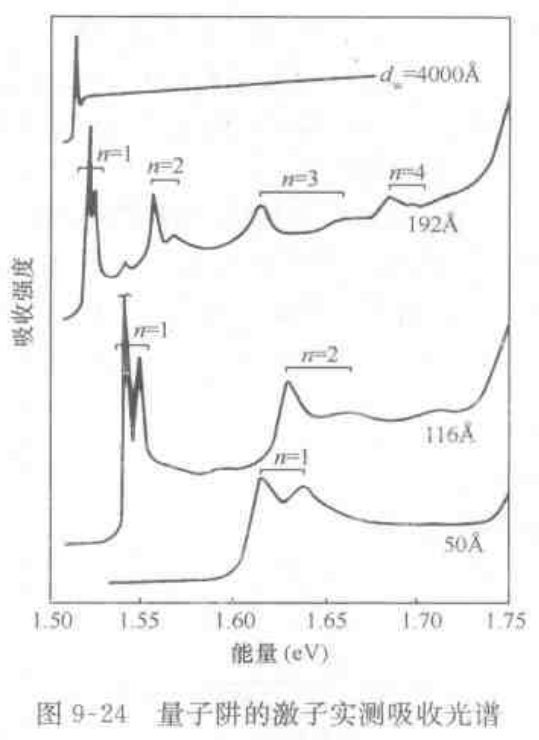 d_w=4000Å
n=1
n=2
n=3
n=4
192Å
吸收强度
n=1
n=2
116Å
n=1
50Å
1.50 1.55 1.60 1.65 1.70 1.75
能量 (eV)
图 9-24 量子阱的激子实测吸收光谱